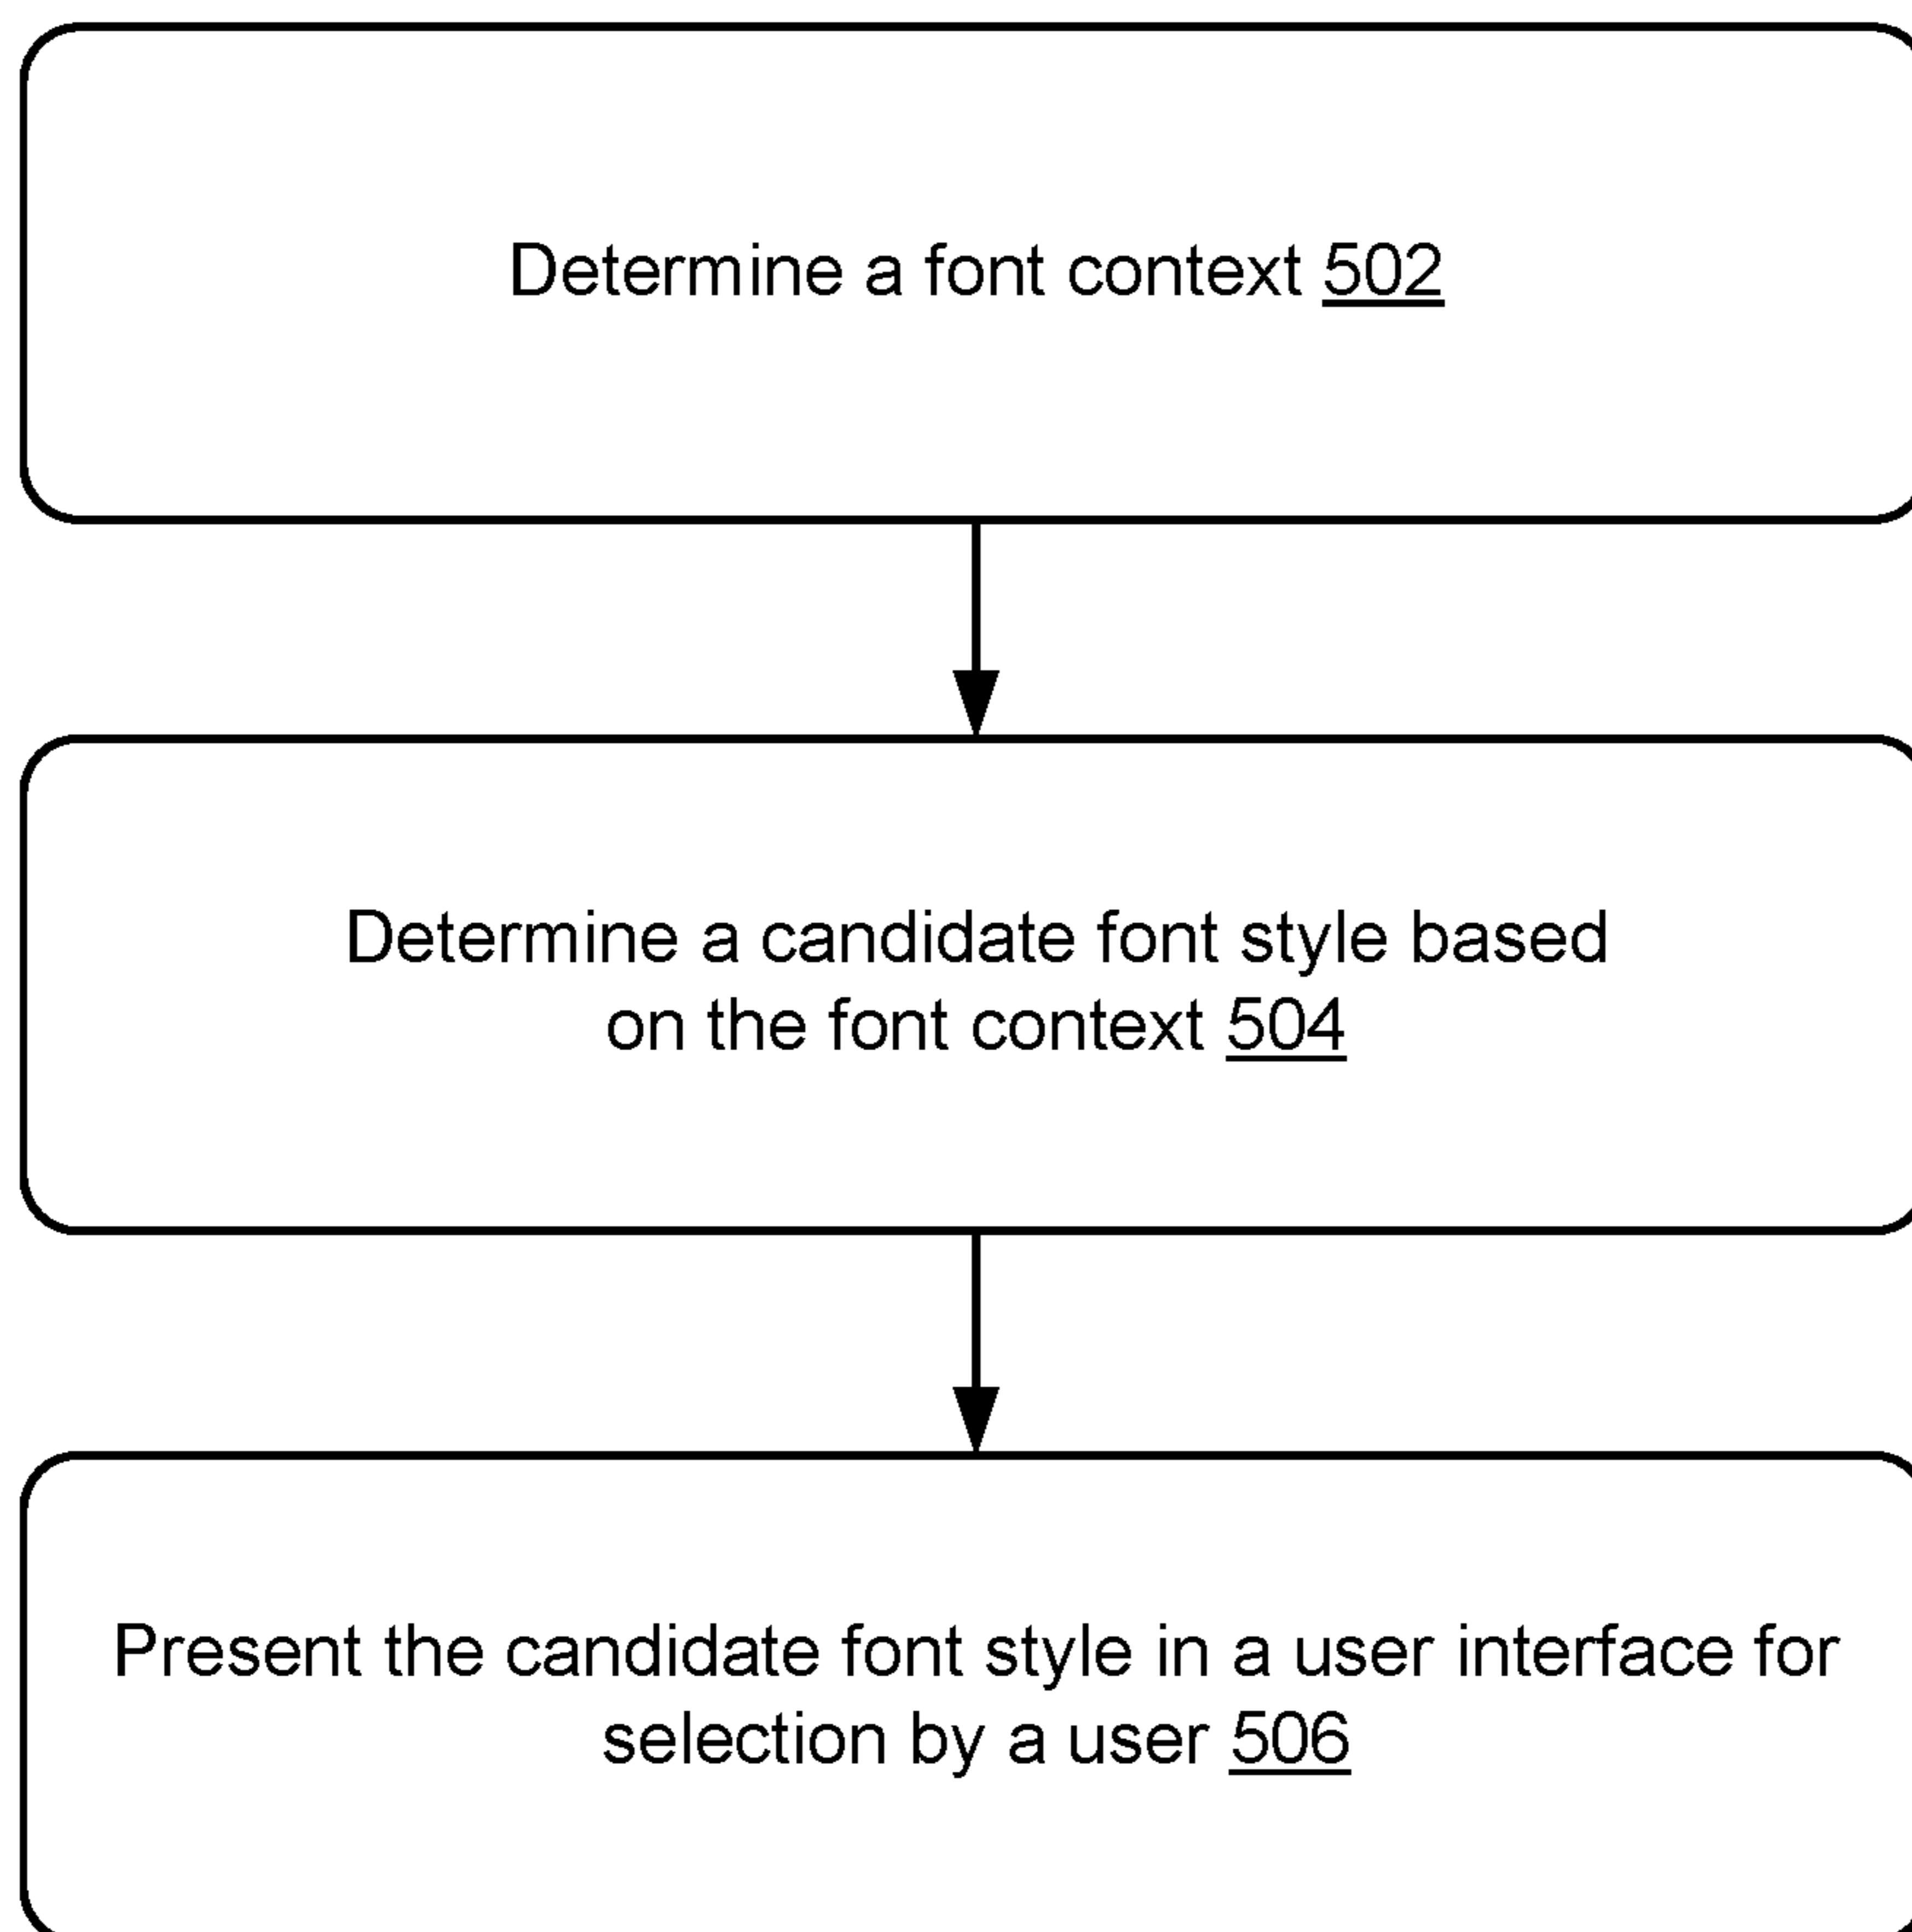 Determine a font context 502
Determine a candidate font style based
on the font context 504
Present the candidate font style in a user interface for
selection by a user 506